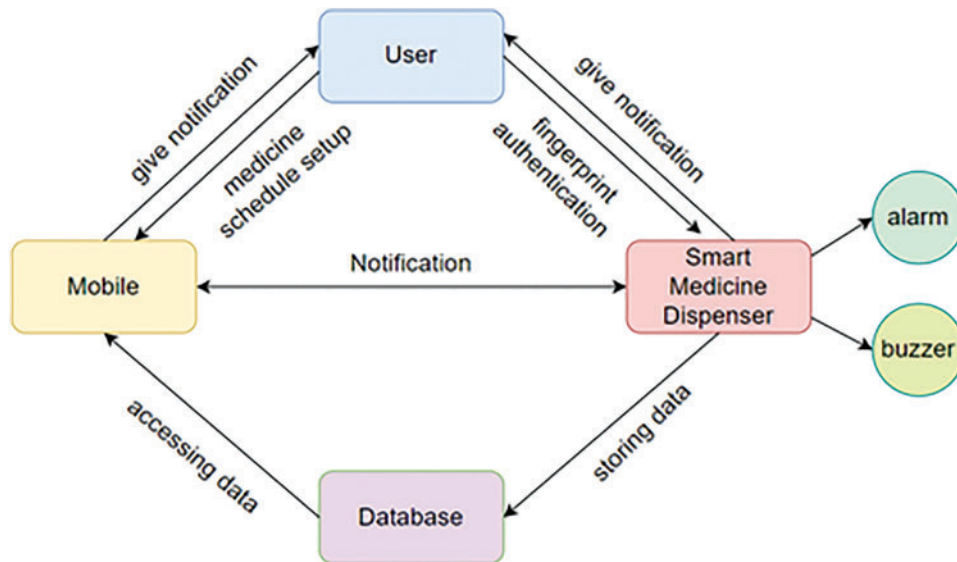 User
give notification
medicine
schedule setup
fingerprint
authentication
give notification
alarm
Mobile
Notification
Smart
Medicine
Dispenser
buzzer
accessing data
storing data
Database